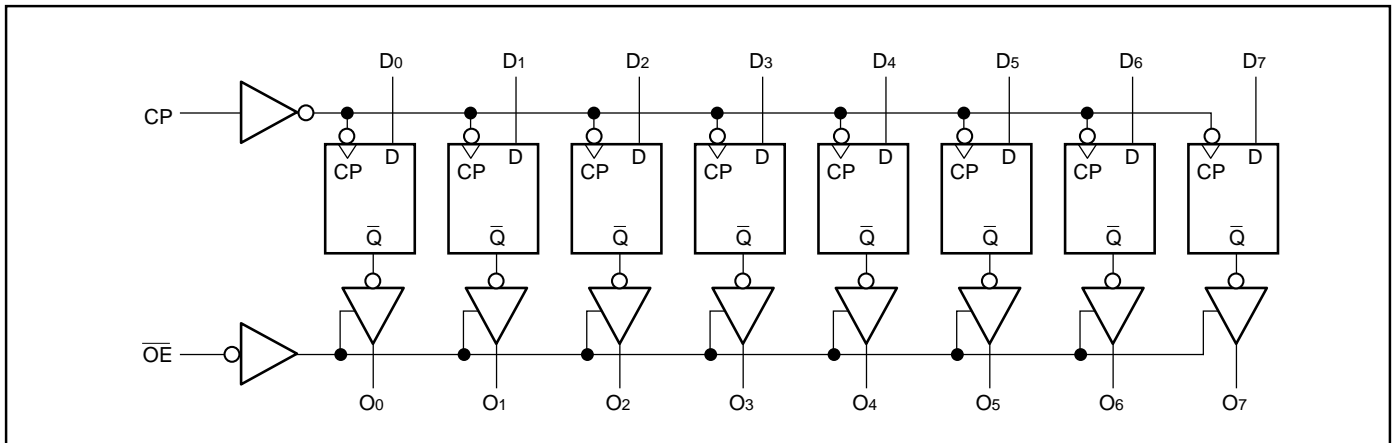 D0 D1 D2 D3 D4 D5 D6 D7
CP
D D D D D D D D
CP CP CP CP CP CP CP CP
Q̅ Q̅ Q̅ Q̅ Q̅ Q̅ Q̅ Q̅
O̅E̅
O0 O1 O2 O3 O4 O5 O6 O7